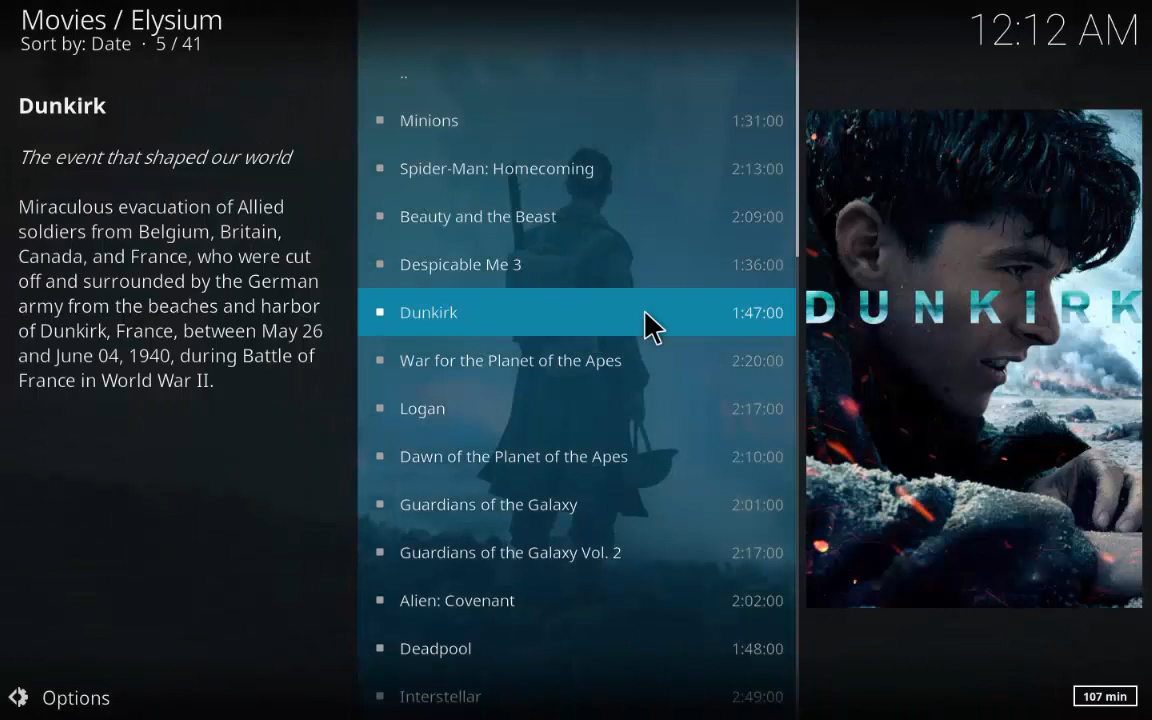 Movies / Elysium
Sort by: Date · 5 / 41
12:12 AM
Dunkirk
The event that shaped our world
Miraculous evacuation of Allied
soldiers from Belgium, Britain,
Canada, and France, who were cut
off and surrounded by the German
army from the beaches and harbor
of Dunkirk, France, between May 26
and June 04, 1940, during Battle of
France in World War II.
..
Minions 1:31:00
Spider-Man: Homecoming 2:13:00
Beauty and the Beast 2:09:00
Despicable Me 3 1:36:00
Dunkirk 1:47:00
War for the Planet of the Apes 2:20:00
Logan 2:17:00
Dawn of the Planet of the Apes 2:10:00
Guardians of the Galaxy 2:01:00
Guardians of the Galaxy Vol. 2 2:17:00
Alien: Covenant 2:02:00
Deadpool 1:48:00
Interstellar 2:49:00
DUNKIRK
Options
107 min